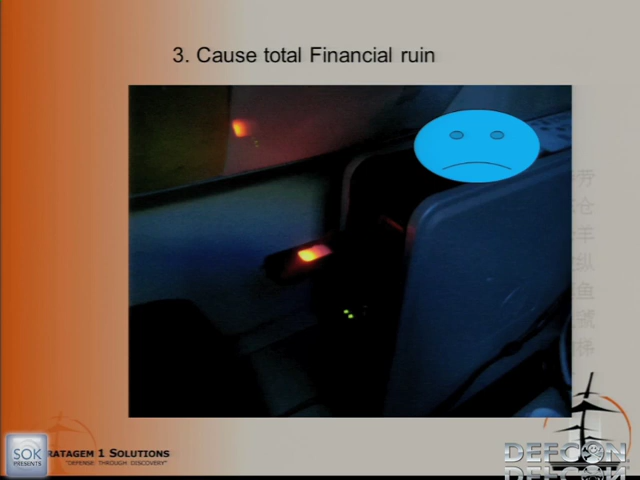 3. Cause total Financial ruin
SOK
PRESENTS
RATAGEM 1 SOLUTIONS
"DEFENSE THROUGH DISCOVERY"
DEFCON